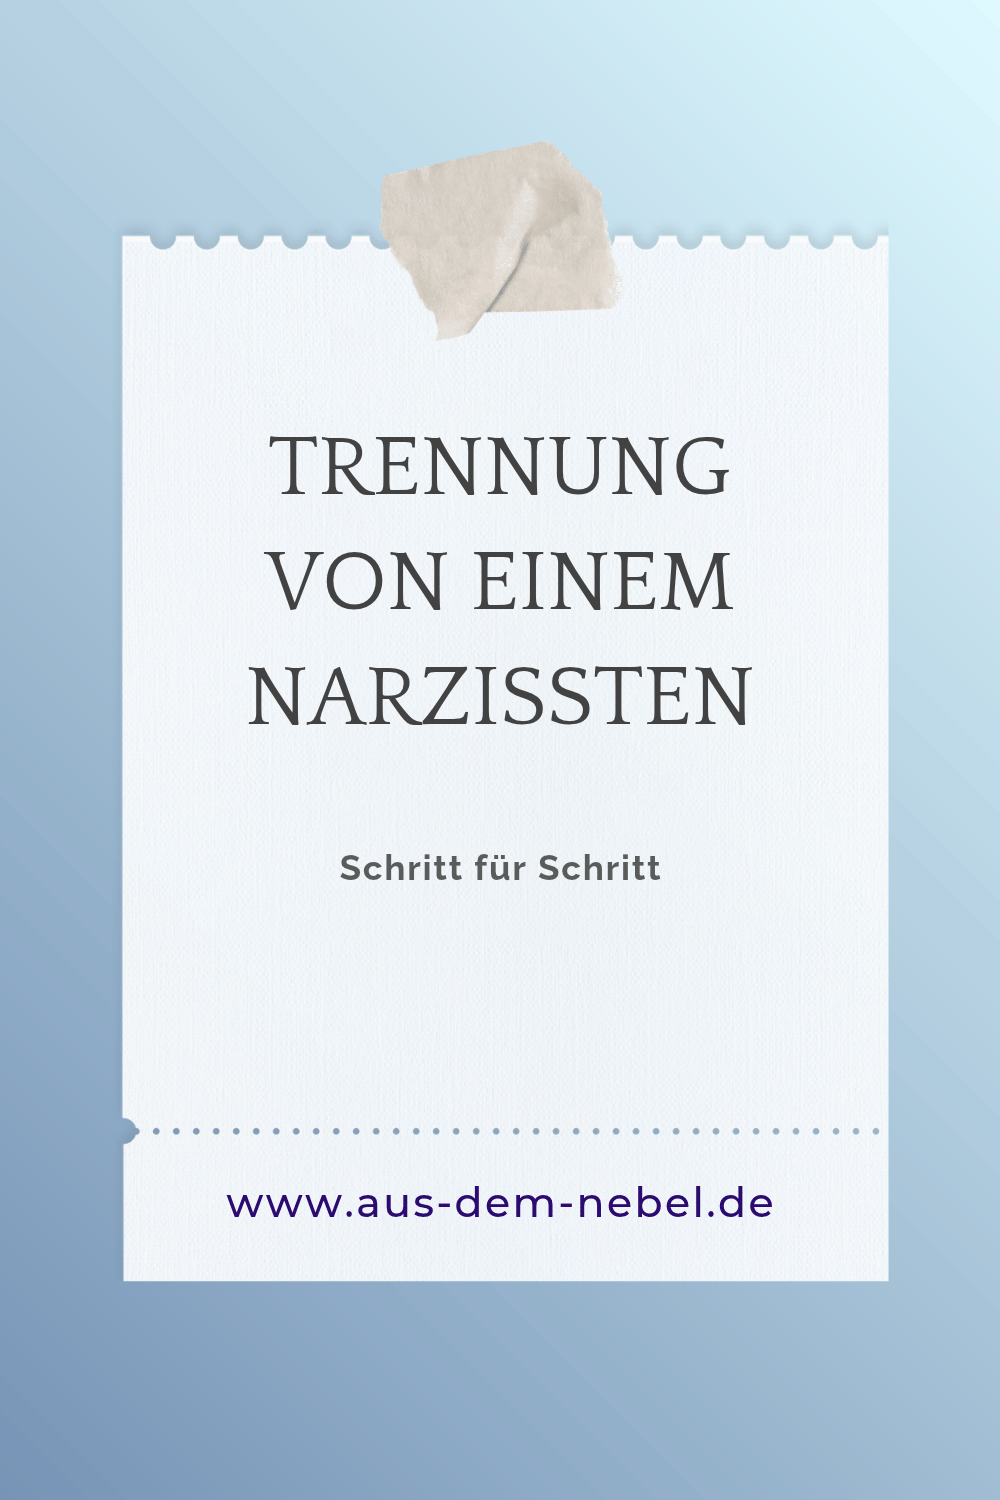 TRENNUNG
VON EINEM
NARZISSTEN
Schritt für Schritt
www.aus-dem-nebel.de